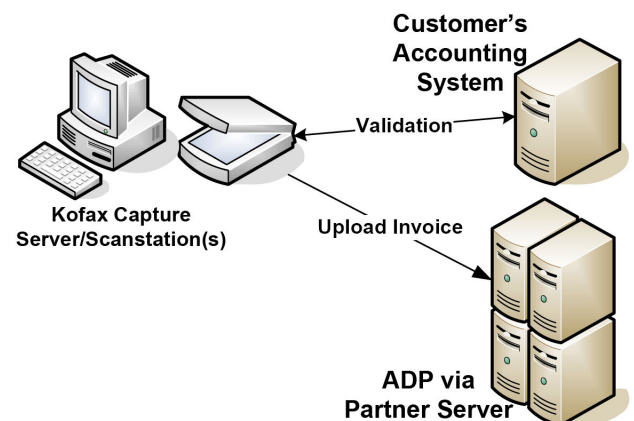 Customer's
Accounting
System
Validation
Kofax Capture
Server/Scanstation(s)
Upload Invoice
ADP via
Partner Server